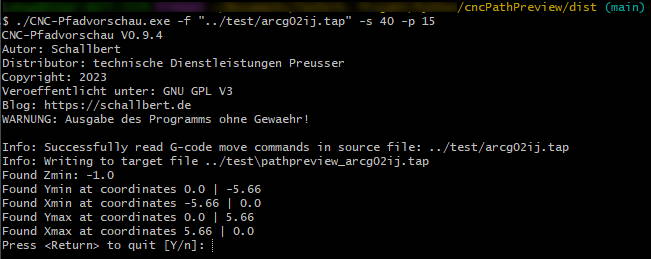 /cncPathPreview/dist (main)
$ ./CNC-Pfadvorschau.exe -f "../test/arcg02ij.tap" -s 40 -p 15
CNC-Pfadvorschau V0.9.4
Autor: Schallbert
Distributor: technische Dienstleistungen Preusser
Copyright: 2023
Veroeffentlicht unter: GNU GPL V3
Blog: https://schallbert.de
WARNUNG: Ausgabe des Programms ohne Gewaehr!
Info: Successfully read G-code move commands in source file: ../test/arcg02ij.tap
Info: Writing to target file ../test\pathpreview_arcg02ij.tap
Found Zmin: -1.0
Found Ymin at coordinates 0.0 | -5.66
Found Xmin at coordinates -5.66 | 0.0
Found Ymax at coordinates 0.0 | 5.66
Found Xmax at coordinates 5.66 | 0.0
Press <Return> to quit [Y/n]: